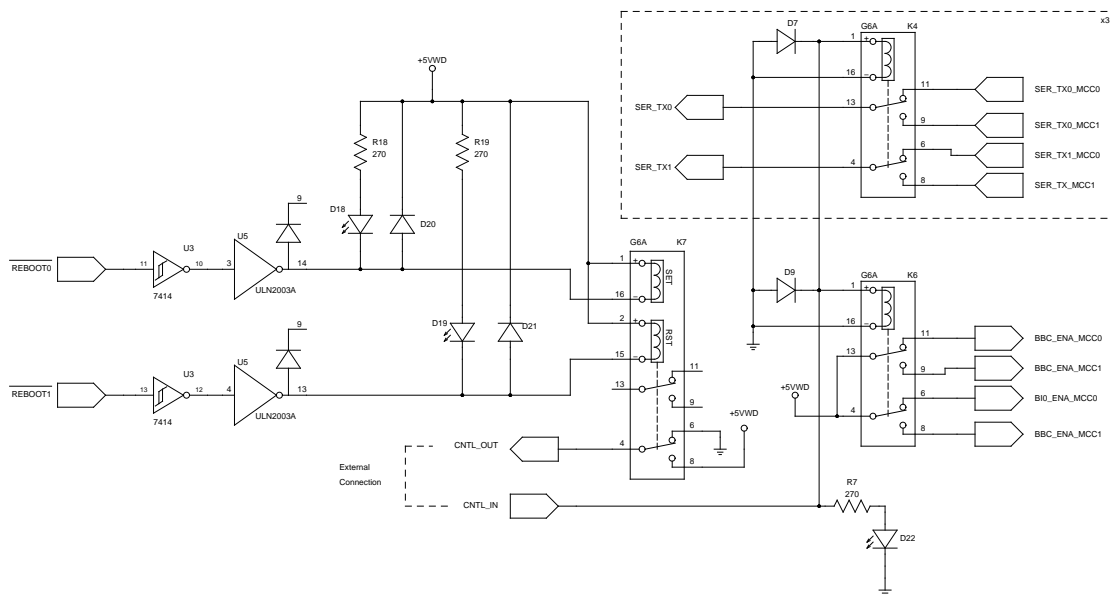 x3
D7
G6A K4
1
+
16
−
13
4
11
9
6
8
SER_TX0
SER_TX1
SER_TX0_MCC0
SER_TX0_MCC1
SER_TX1_MCC0
SER_TX_MCC1
+5VWD
R18
270
R19
270
D18
D20
D19
D21
REBOOT0
11
U3
10
7414
3
U5
14
ULN2003A
9
REBOOT1
13
U3
12
7414
4
U5
13
ULN2003A
9
G6A K7
1
+
SET
16
−
2
+
RST
15
−
13
11
9
4
6
8
+5VWD
D9
G6A K6
1
+
16
−
13
4
11
9
6
8
+5VWD
BBC_ENA_MCC0
BBC_ENA_MCC1
BI0_ENA_MCC0
BBC_ENA_MCC1
External
Connection
CNTL_OUT
CNTL_IN
R7
270
D22